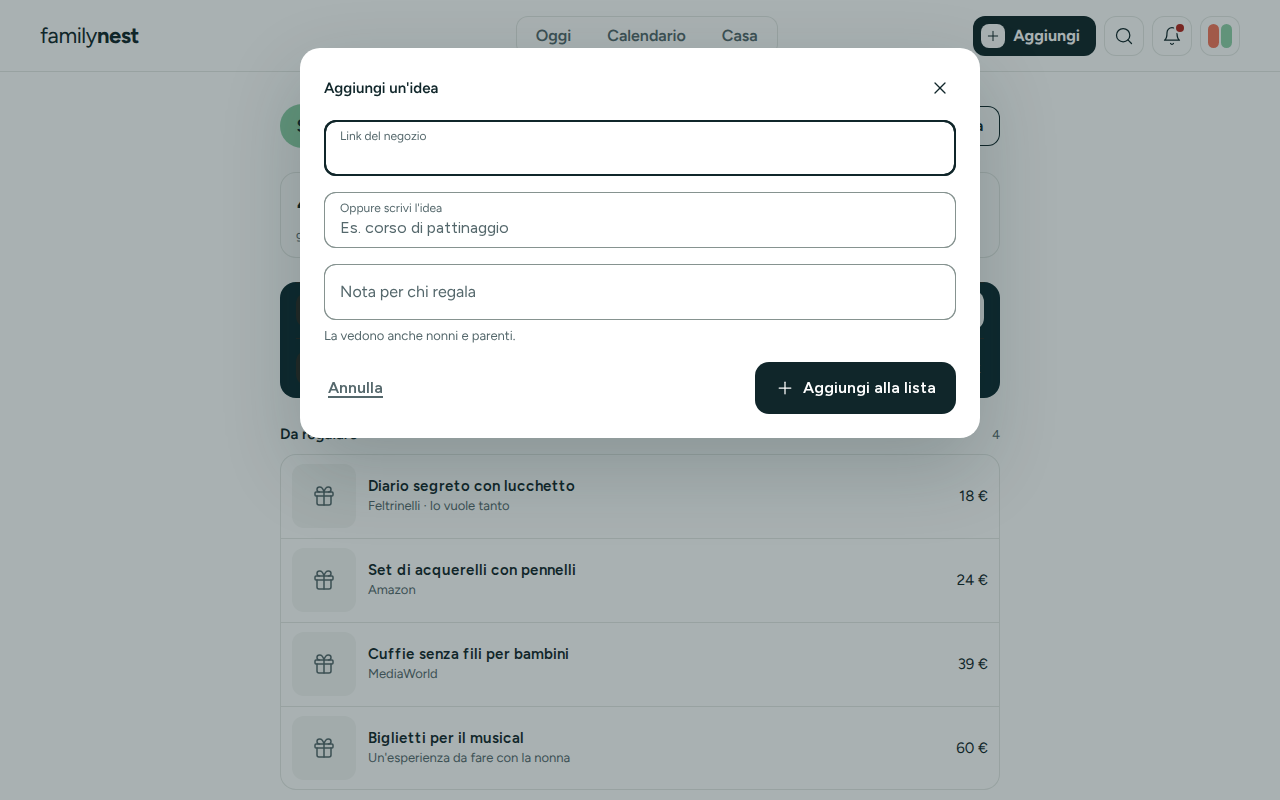 familynest
Oggi Calendario Casa
Aggiungi
Aggiungi un'idea
Link del negozio
Oppure scrivi l'idea
Es. corso di pattinaggio
Nota per chi regala
La vedono anche nonni e parenti.
Annulla
Aggiungi alla lista
4
Diario segreto con lucchetto
Feltrinelli · lo vuole tanto
18 €
Set di acquerelli con pennelli
Amazon
24 €
Cuffie senza fili per bambini
MediaWorld
39 €
Biglietti per il musical
Un'esperienza da fare con la nonna
60 €